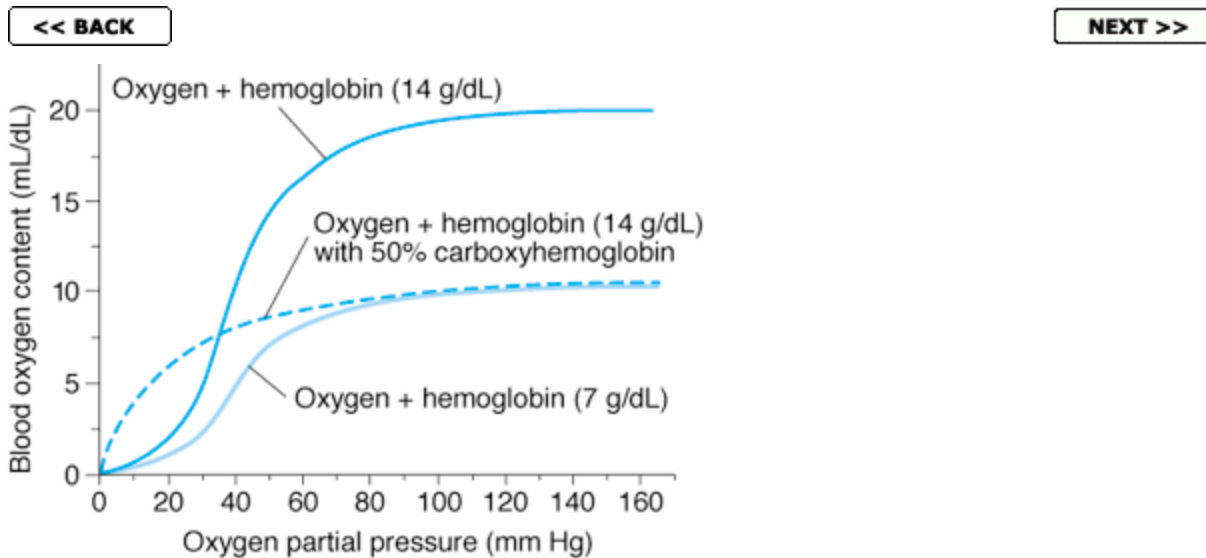 << BACK
NEXT >>
Oxygen + hemoglobin (14 g/dL)
Blood oxygen content (mL/dL)
20
15
10
5
0
Oxygen + hemoglobin (14 g/dL)
with 50% carboxyhemoglobin
Oxygen + hemoglobin (7 g/dL)
0 20 40 60 80 100 120 140 160
Oxygen partial pressure (mm Hg)